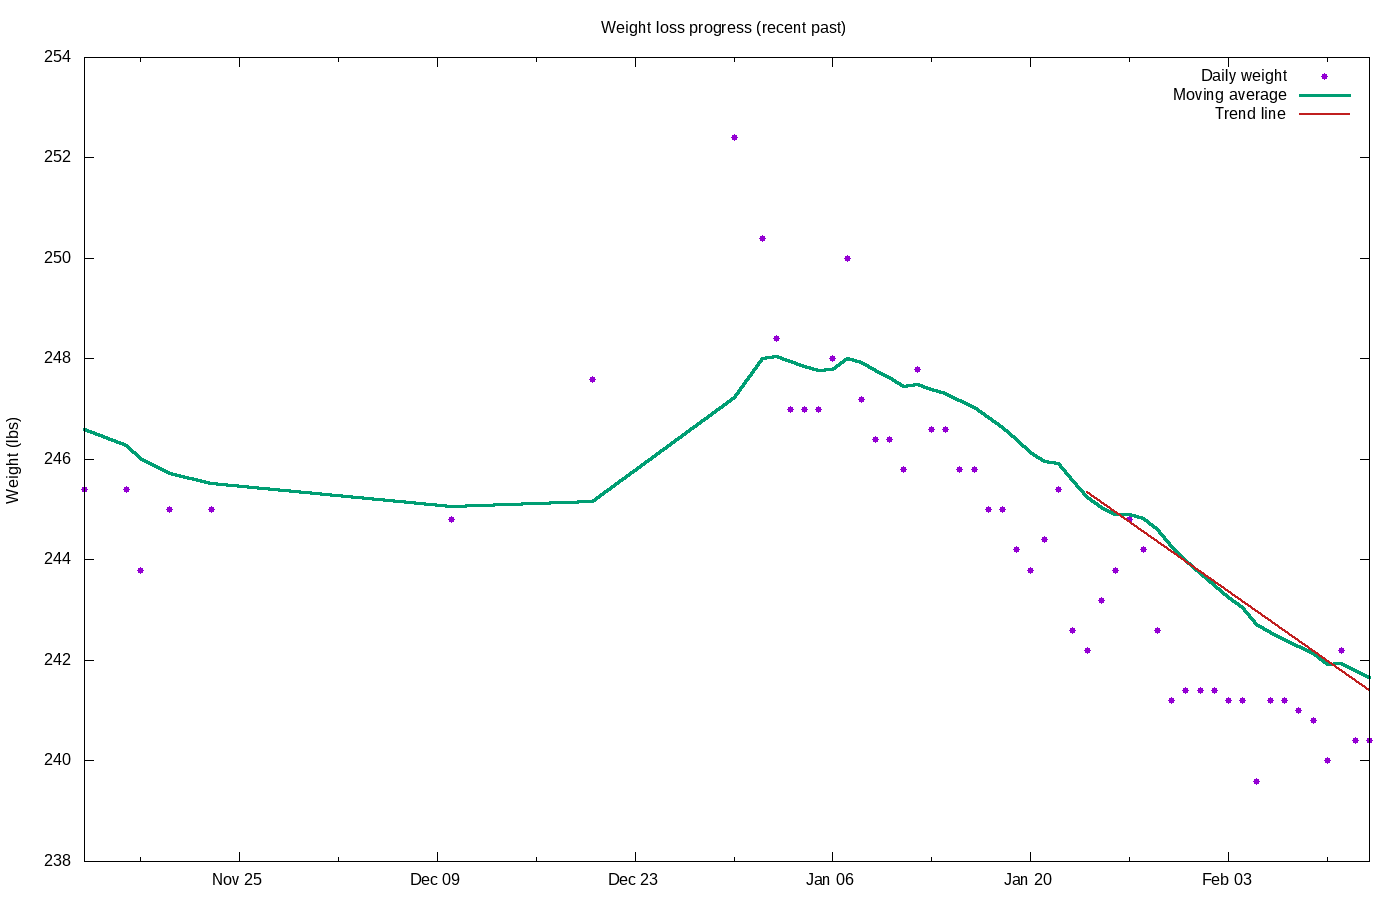 Weight loss progress (recent past)
254
252
250
248
246
244
242
240
238
Weight (lbs)
Daily weight
Moving average
Trend line
Nov 25
Dec 09
Dec 23
Jan 06
Jan 20
Feb 03